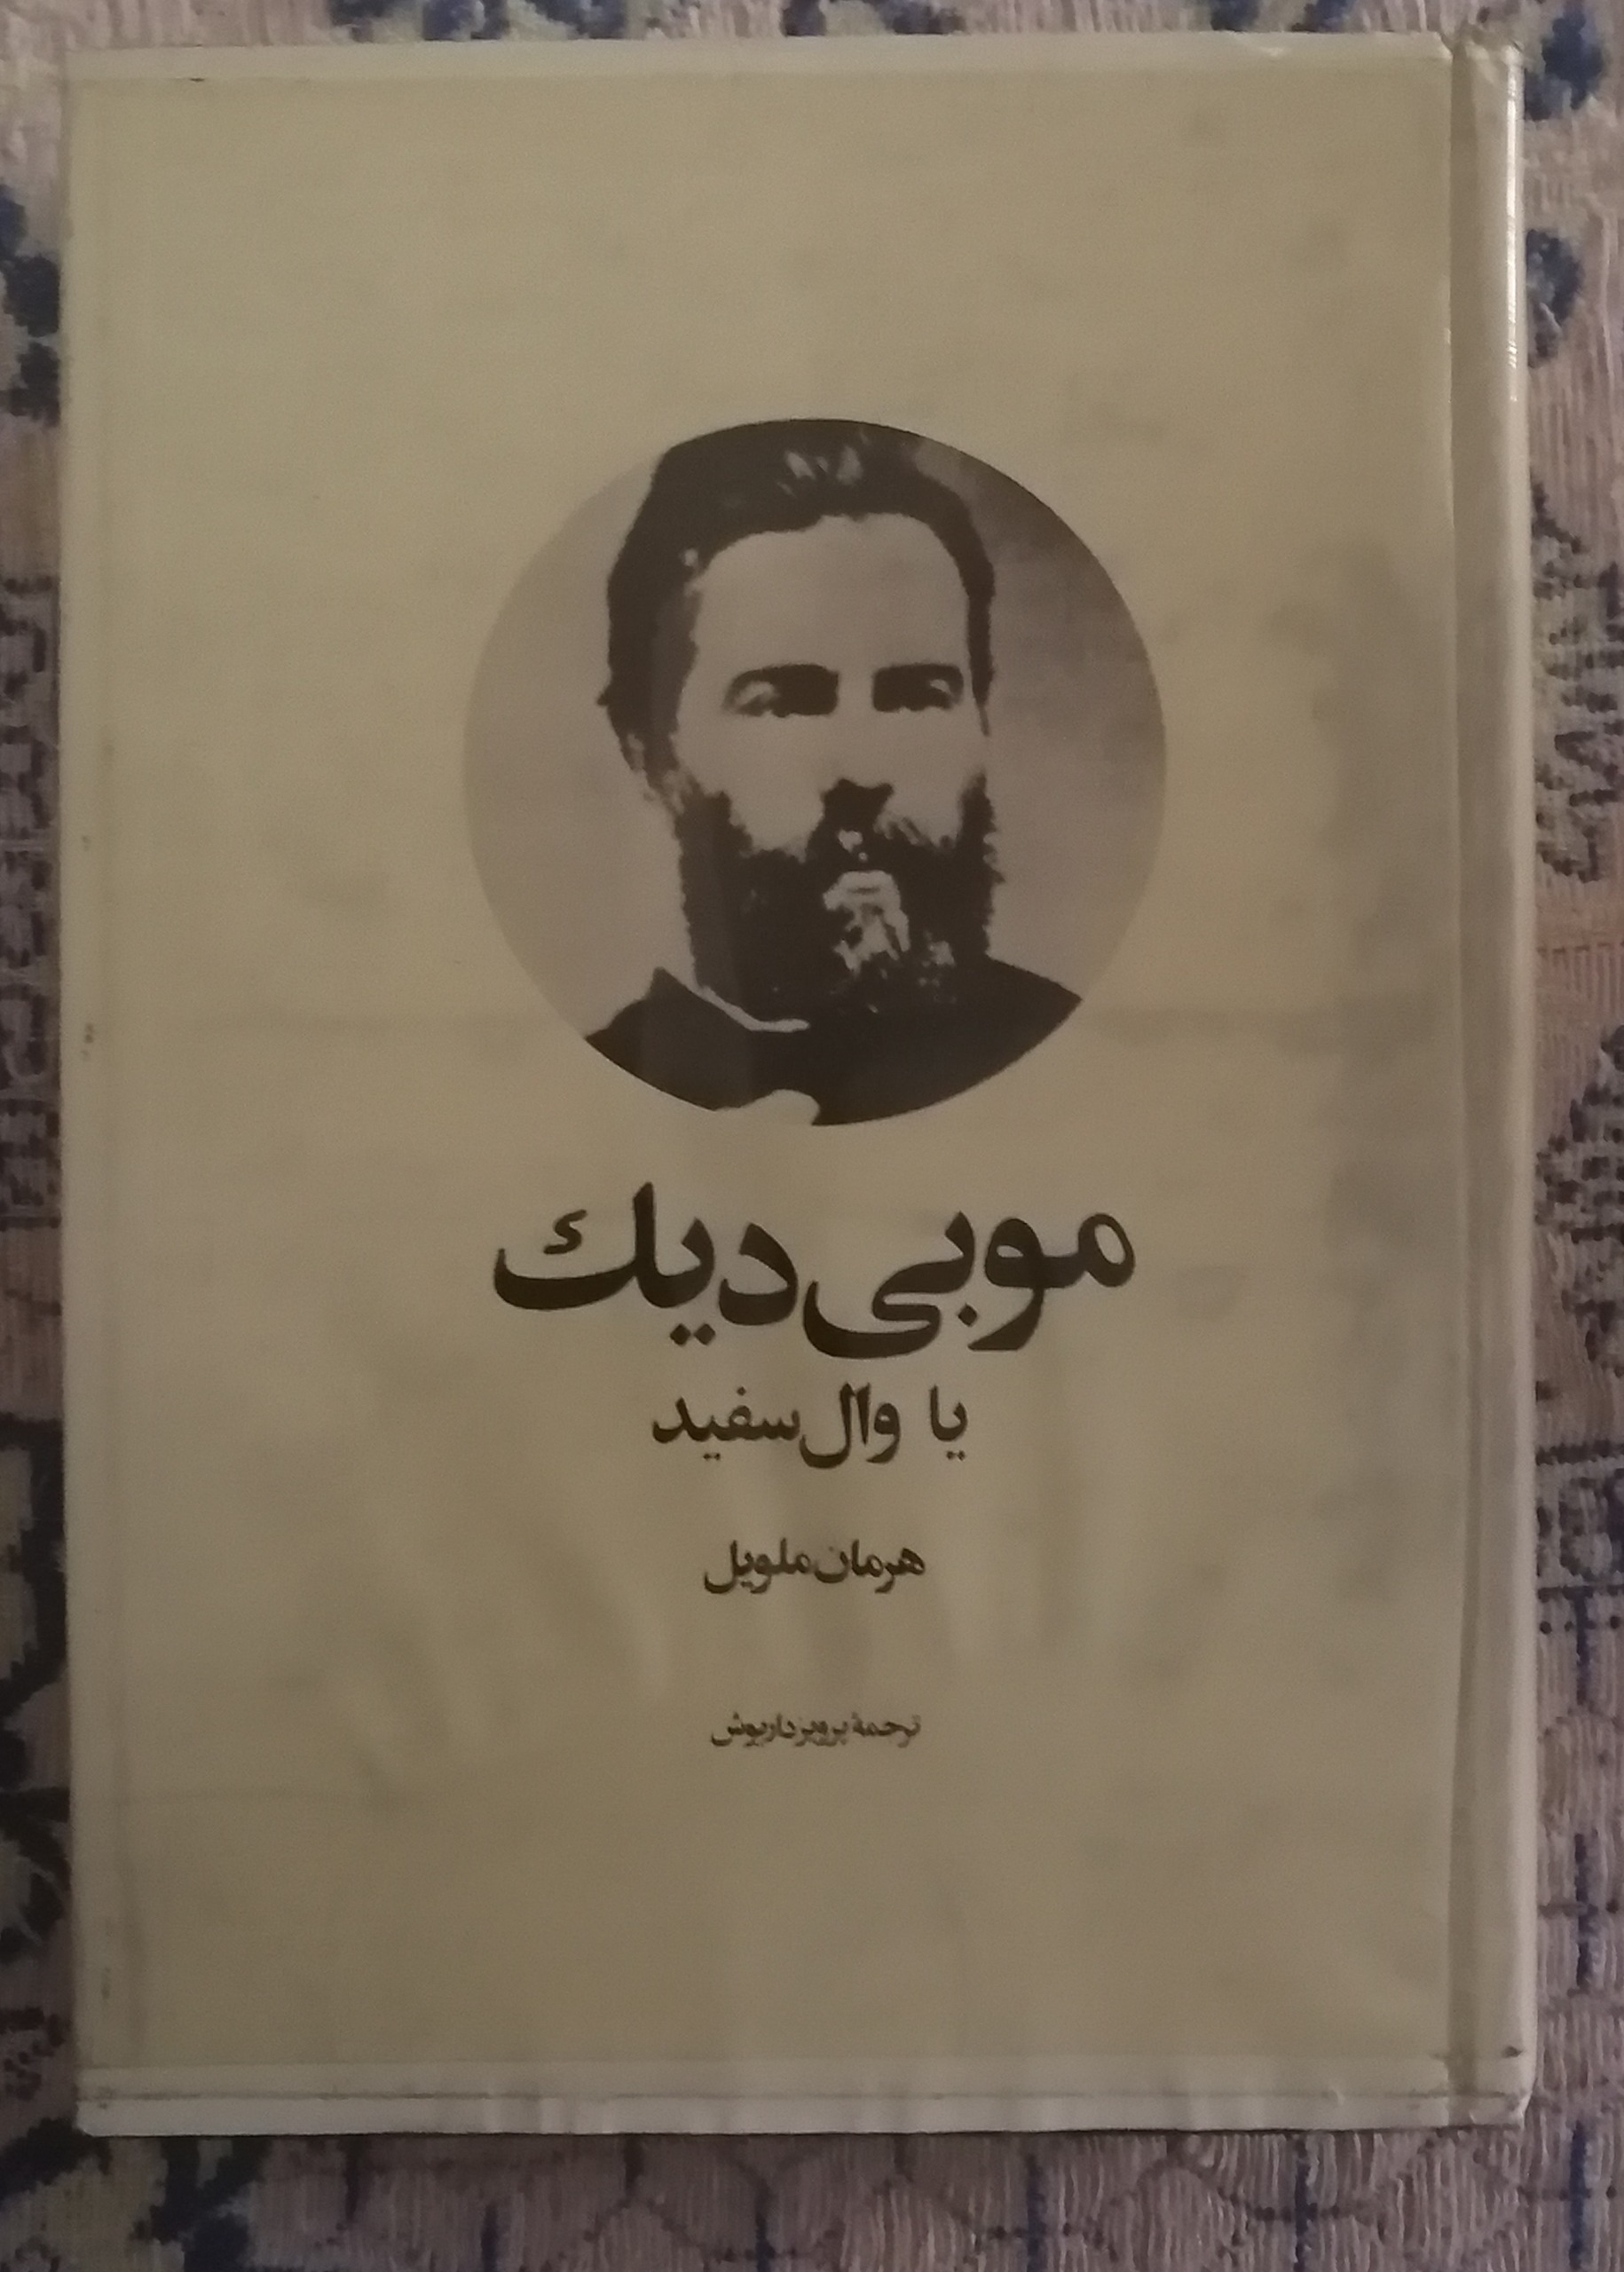 موبی‌دیك
یا وال‌سفید
هرمان‌ملویل
ترجمهٔ پرویز داریوش